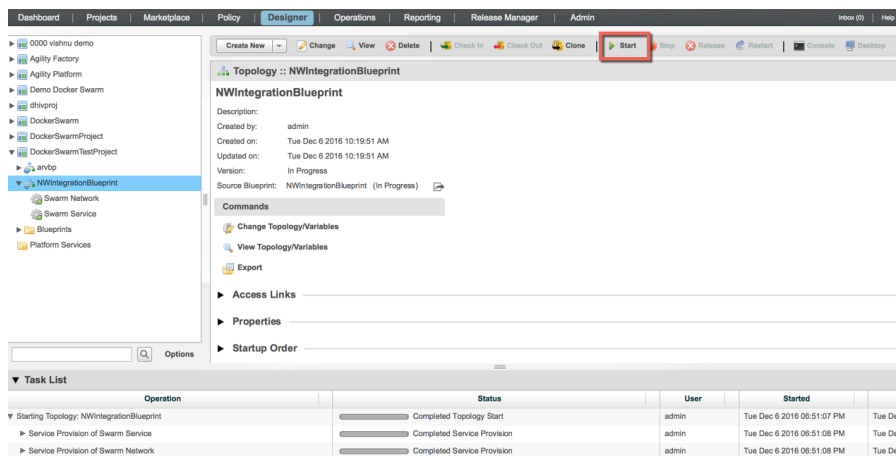 Dashboard Projects Marketplace Policy Designer Operations Reporting Release Manager Admin Inbox (0) Help
Create New Change View Delete Check In Check Out Clone Start Stop Release Restart Console Desktop
0000 vishnu demo
Agility Factory
Agility Platform
Demo Docker Swarm
dhivproj
DockerSwarm
DockerSwarmProject
DockerSwarmTestProject
arvbp
NWIntegrationBlueprint
Swarm Network
Swarm Service
Blueprints
Platform Services
Options
Topology :: NWIntegrationBlueprint
NWIntegrationBlueprint
Description:
Created by: admin
Created on: Tue Dec 6 2016 10:19:51 AM
Updated on: Tue Dec 6 2016 10:19:51 AM
Version: In Progress
Source Blueprint: NWIntegrationBlueprint (In Progress)
Commands
Change Topology/Variables
View Topology/Variables
Export
Access Links
Properties
Startup Order
Task List
Operation Status User Started
Starting Topology: NWIntegrationBlueprint Completed Topology Start admin Tue Dec 6 2016 06:51:07 PM Tue De
Service Provision of Swarm Service Completed Service Provision admin Tue Dec 6 2016 06:51:08 PM Tue De
Service Provision of Swarm Network Completed Service Provision admin Tue Dec 6 2016 06:51:08 PM Tue De